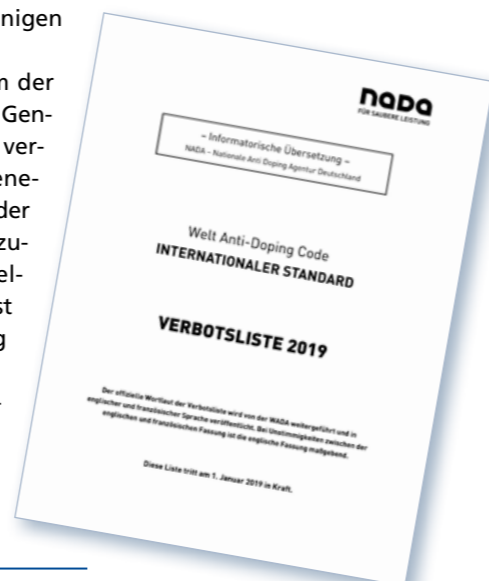 nigen
n der
Gen-
ver-
ene-
der
zu-
el-
st
g
nada
FÜR SAUBERE LEISTUNG
– Informatorische Übersetzung –
NADA – Nationale Anti Doping Agentur Deutschland
Welt Anti-Doping Code
INTERNATIONALER STANDARD
VERBOTSLISTE 2019
Der offizielle Wortlaut der Verbotsliste wird von der WADA weitergeführt und in
englischer und französischer Sprache veröffentlicht. Bei Unstimmigkeiten zwischen der
englischen und französischen Fassung ist die englische Fassung maßgebend.
Diese Liste tritt am 1. Januar 2019 in Kraft.